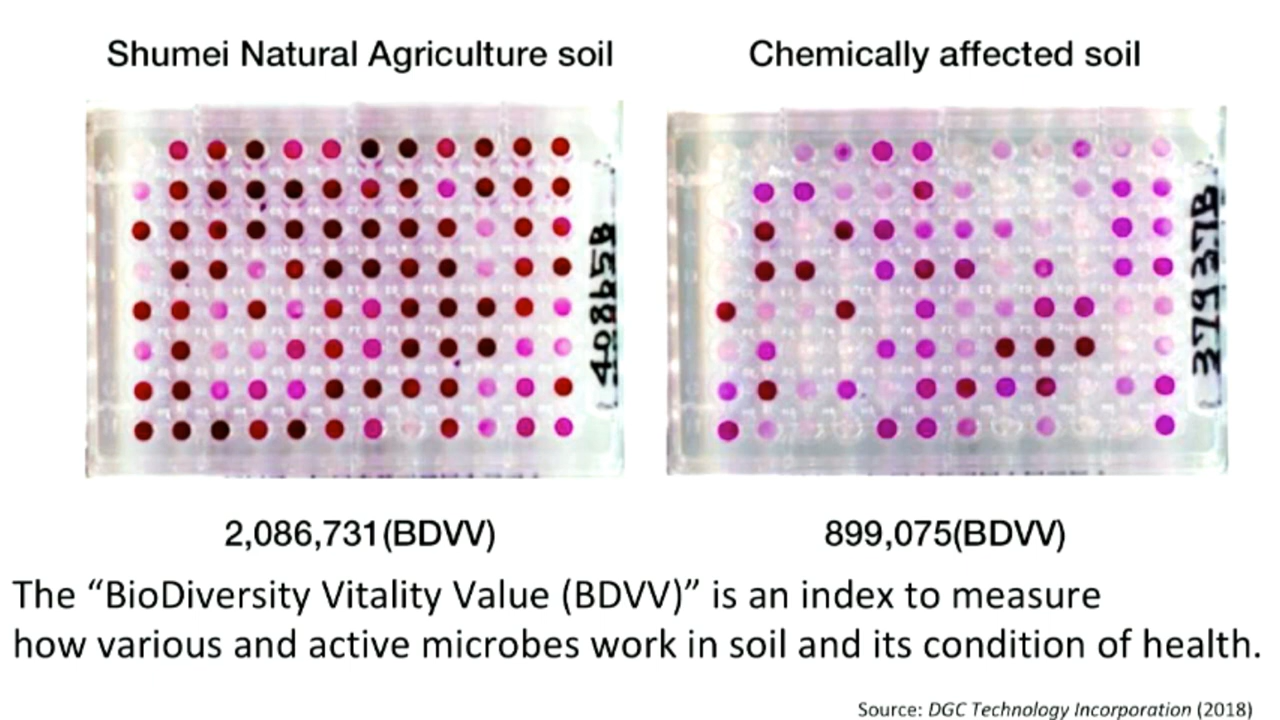 Shumei Natural Agriculture soil
Chemically affected soil
40865B
37937B
2,086,731(BDVV)
899,075(BDVV)
The “BioDiversity Vitality Value (BDVV)” is an index to measure
how various and active microbes work in soil and its condition of health.
Source: DGC Technology Incorporation (2018)